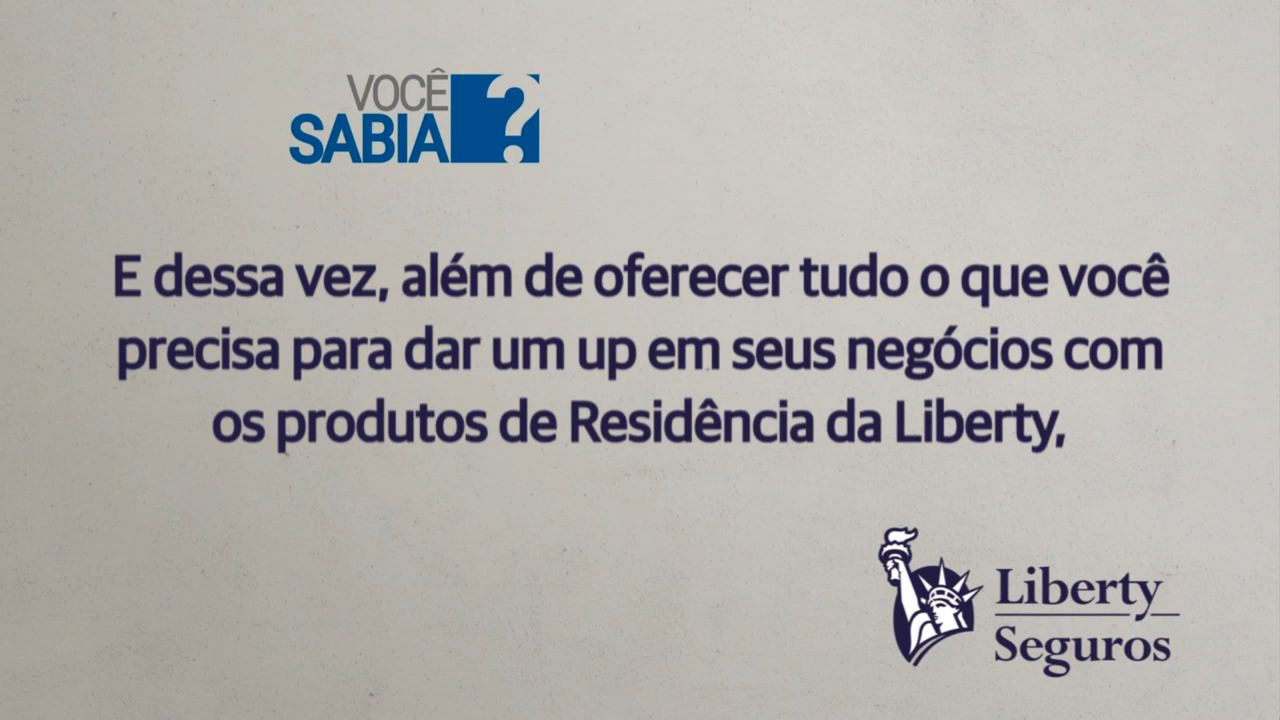 VOCÊ
SABIA?
E dessa vez, além de oferecer tudo o que você
precisa para dar um up em seus negócios com
os produtos de Residência da Liberty,
Liberty
Seguros